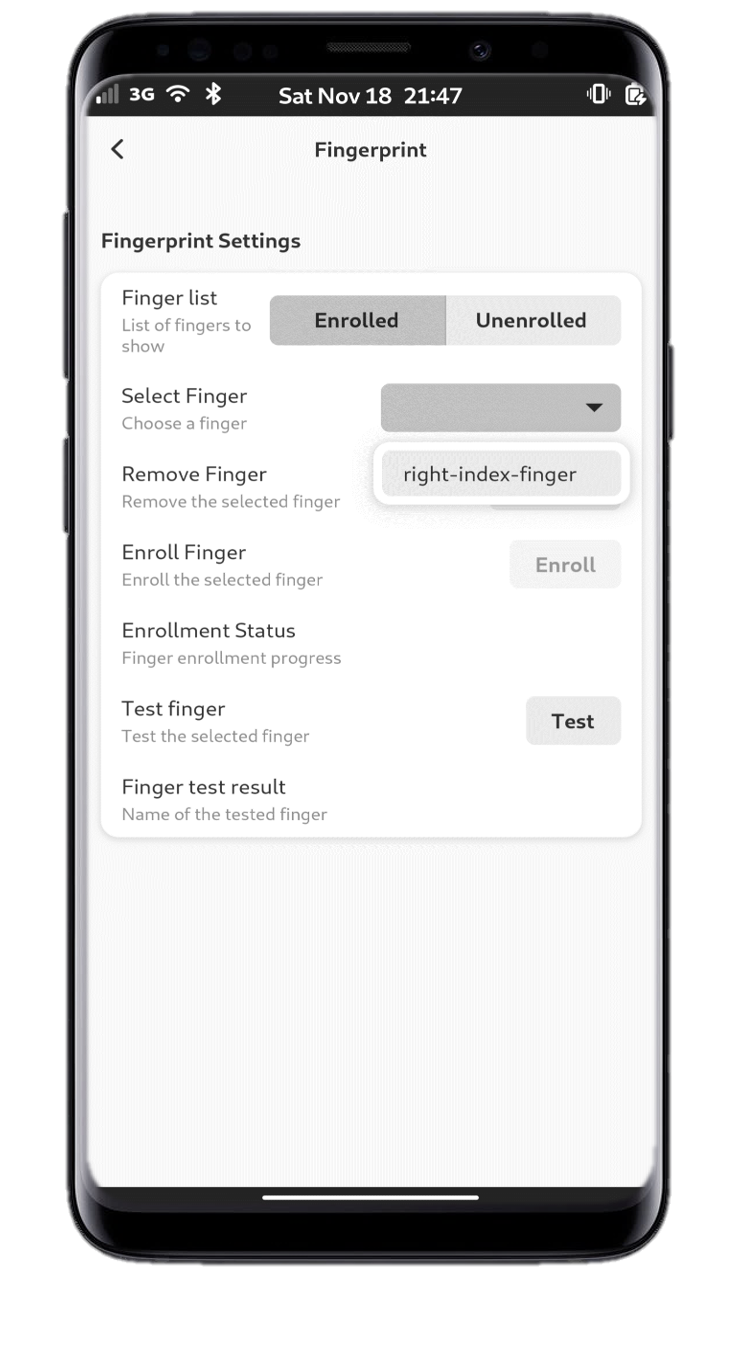 3G Sat Nov 18 21:47
Fingerprint
Fingerprint Settings
Finger list
List of fingers to
show
Enrolled Unenrolled
Select Finger
Choose a finger
Remove Finger
Remove the selected finger
right-index-finger
Enroll Finger
Enroll the selected finger
Enroll
Enrollment Status
Finger enrollment progress
Test finger
Test the selected finger
Test
Finger test result
Name of the tested finger